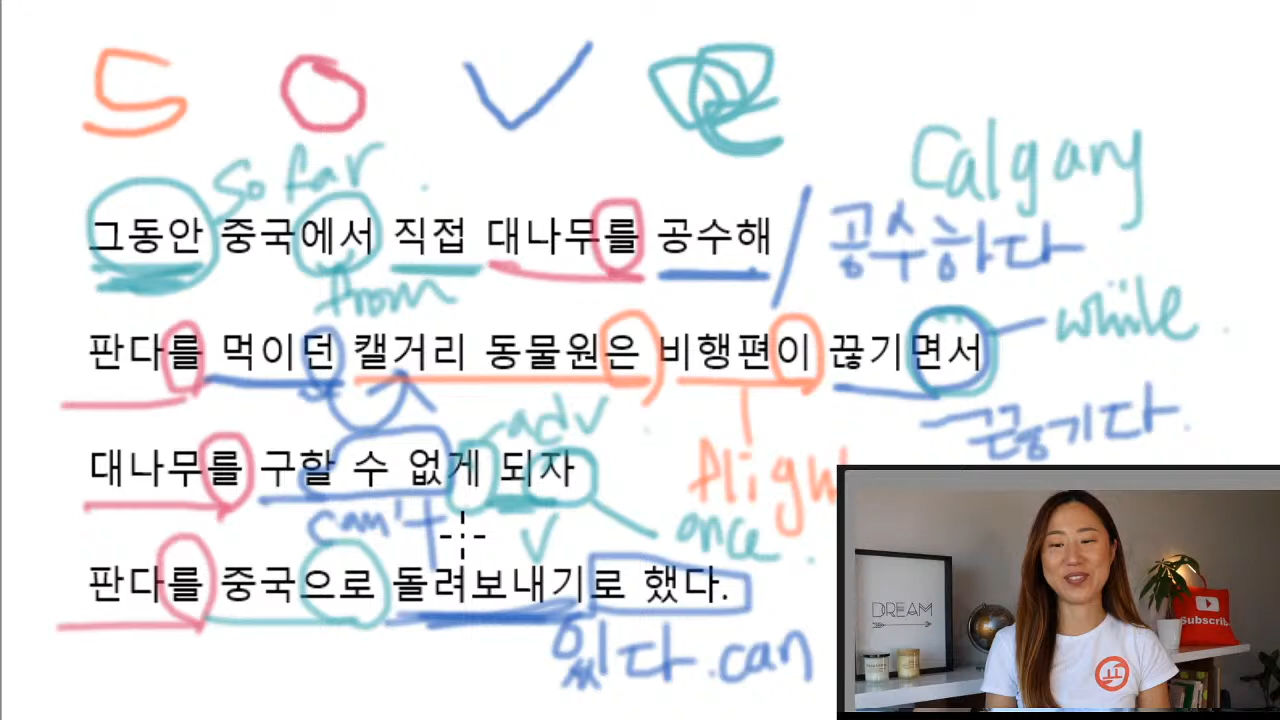 S O V
so far
Calgary
그동안 중국에서 직접 대나무를 공수해 / 공수하다
from
while
판다를 먹이던 캘거리 동물원은 비행편이 끊기면서
끊기다
adv
대나무를 구할 수 없게 되자
flight
can't
v
once
판다를 중국으로 돌려보내기로 했다.
있다. can
DREAM
Subscribe